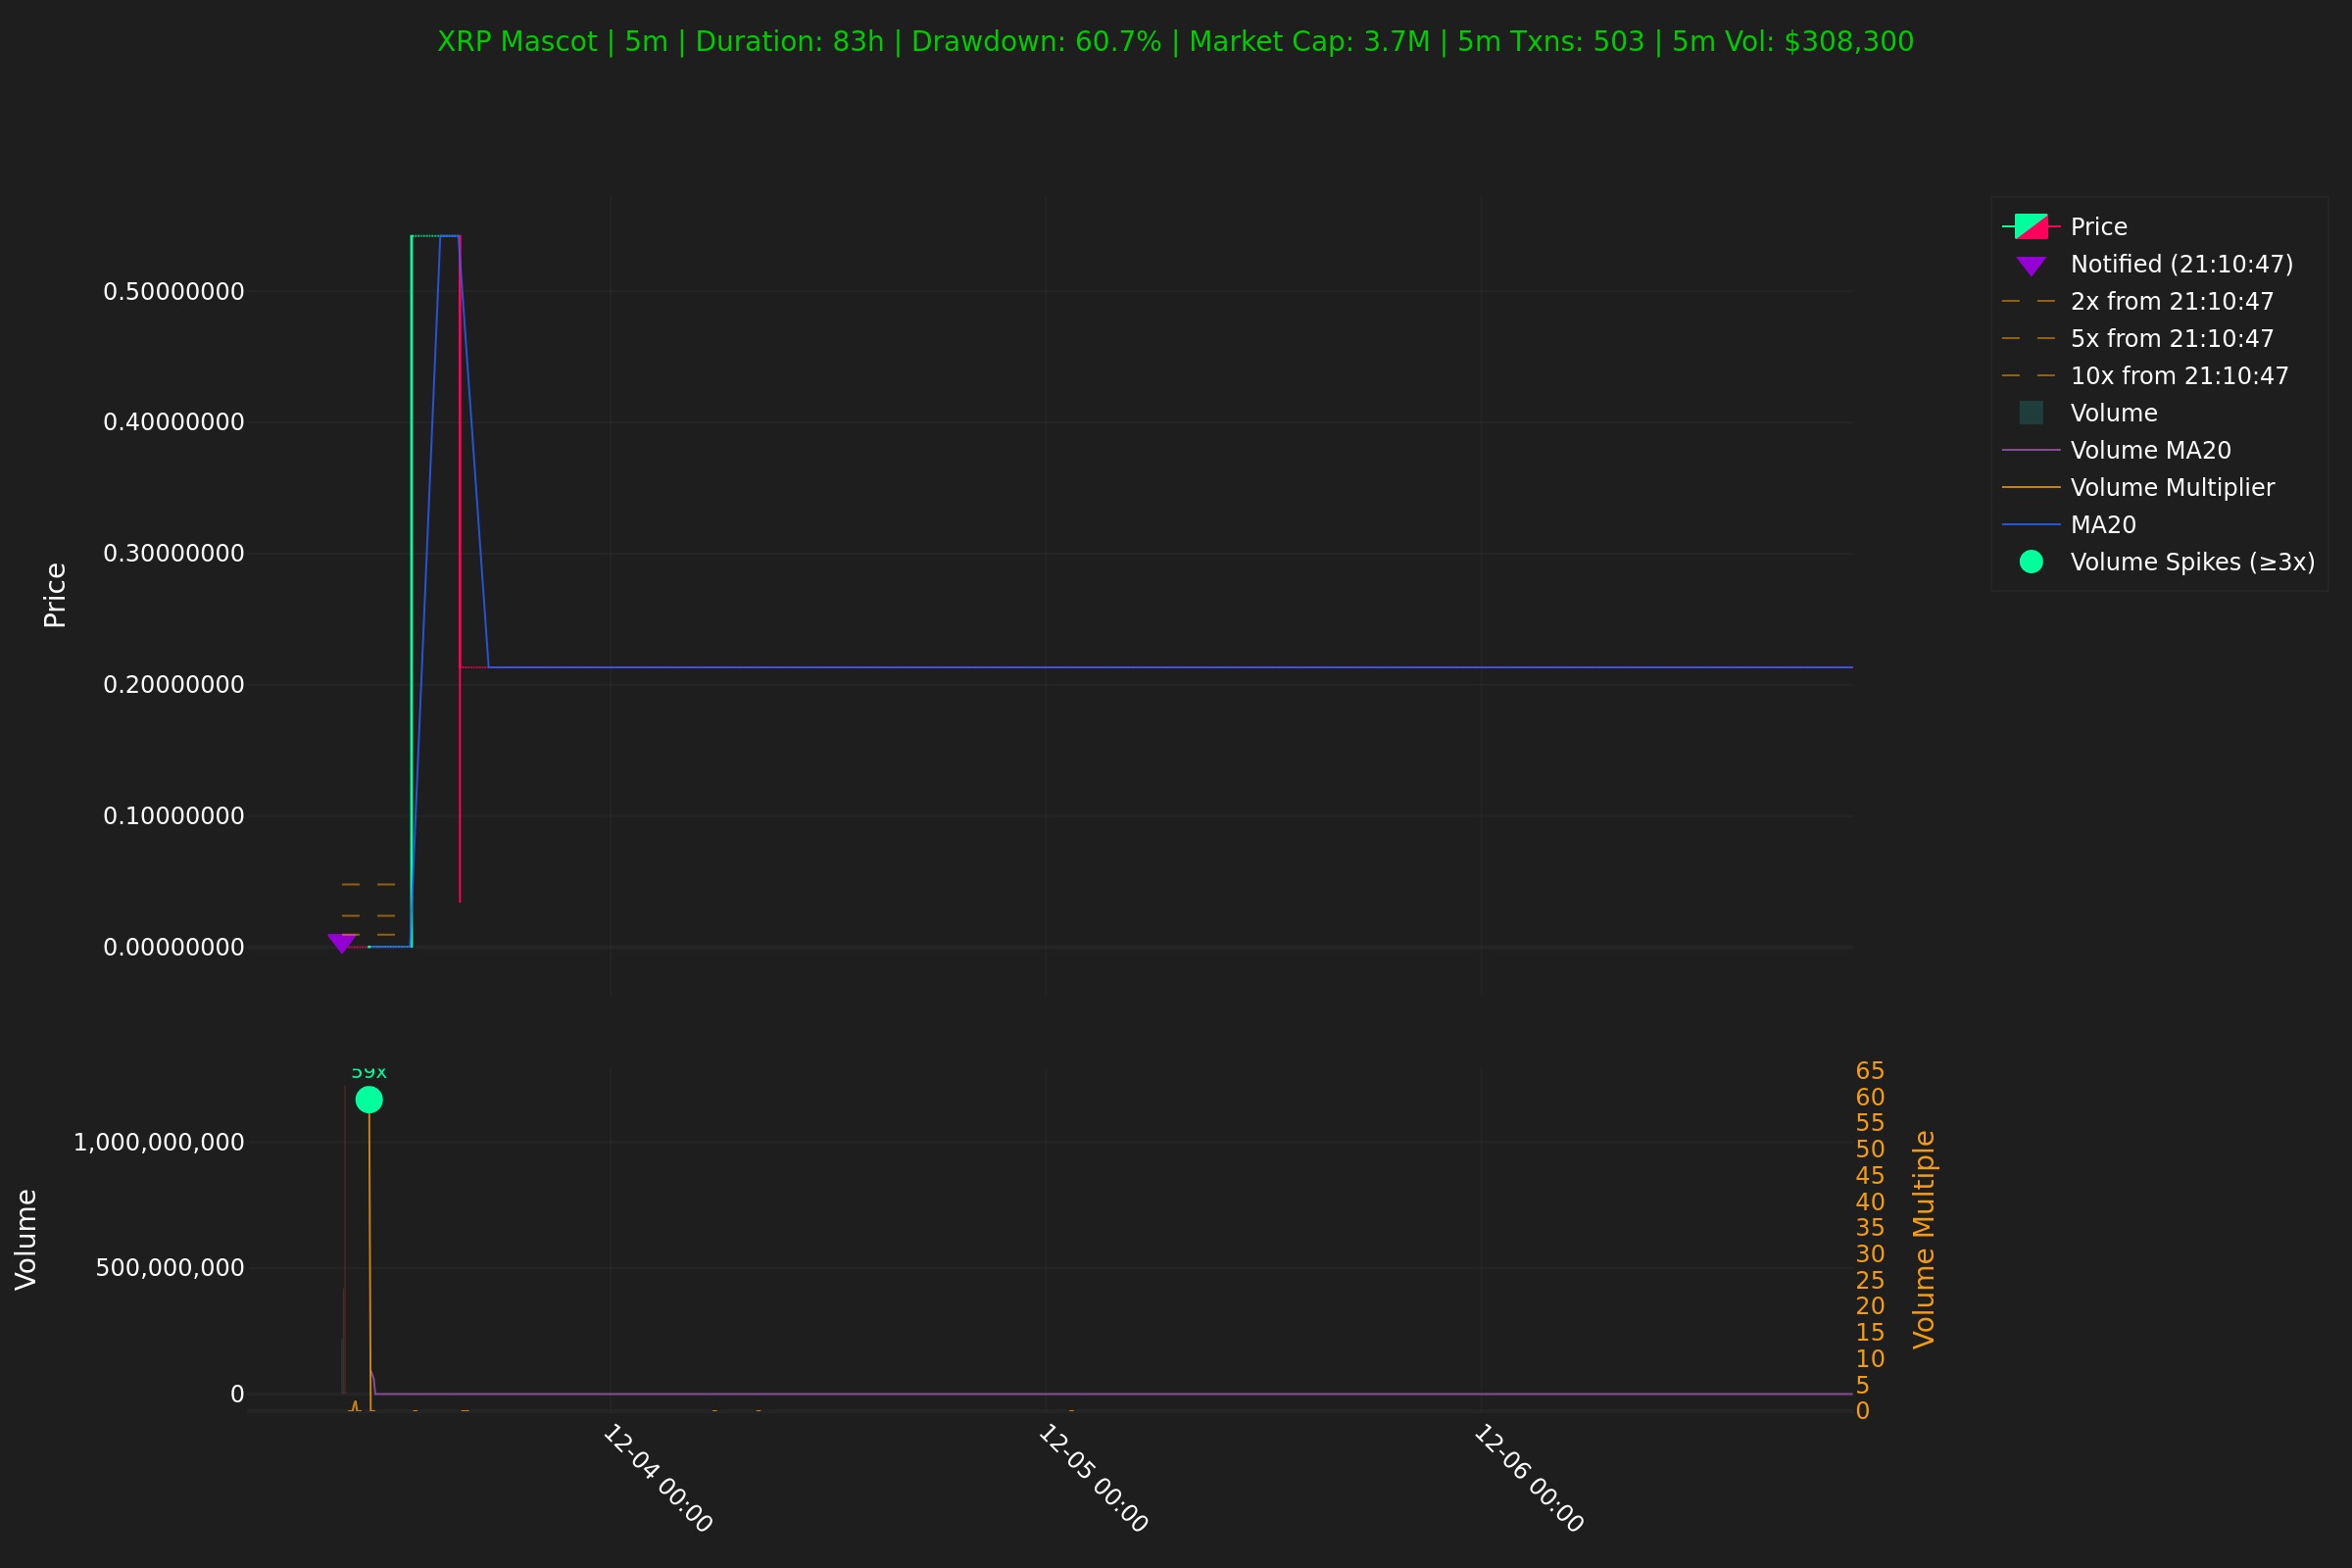 XRP Mascot | 5m | Duration: 83h | Drawdown: 60.7% | Market Cap: 3.7M | 5m Txns: 503 | 5m Vol: $308,300
Price
0.50000000
0.40000000
0.30000000
0.20000000
0.10000000
0.00000000
Price
Notified (21:10:47)
2x from 21:10:47
5x from 21:10:47
10x from 21:10:47
Volume
Volume MA20
Volume Multiplier
MA20
Volume Spikes (≥3x)
59x
Volume
1,000,000,000
500,000,000
0
65
60
55
50
45
40
35
30
25
20
15
10
5
0
Volume Multiple
12-04 00:00
12-05 00:00
12-06 00:00